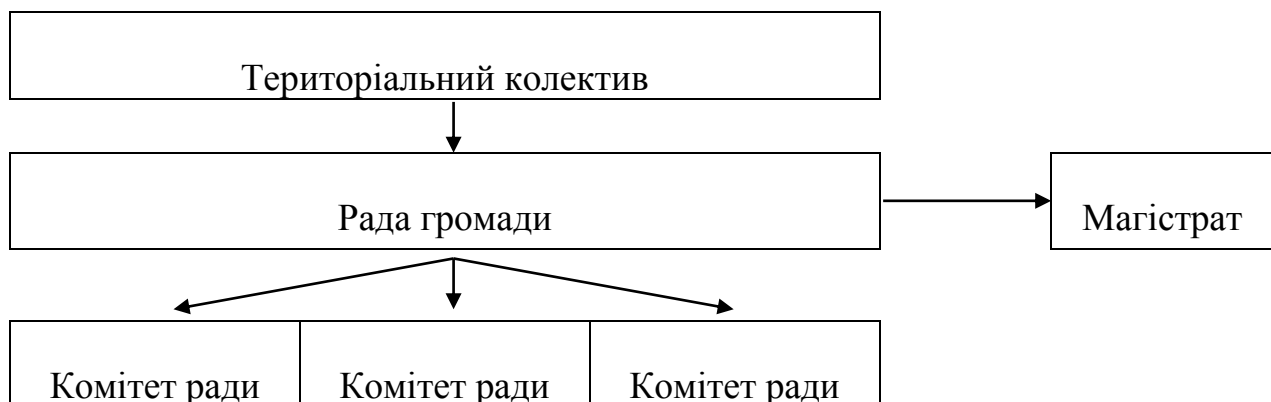 Територіальний колектив
Рада громади
Магістрат
Комітет ради
Комітет ради
Комітет ради